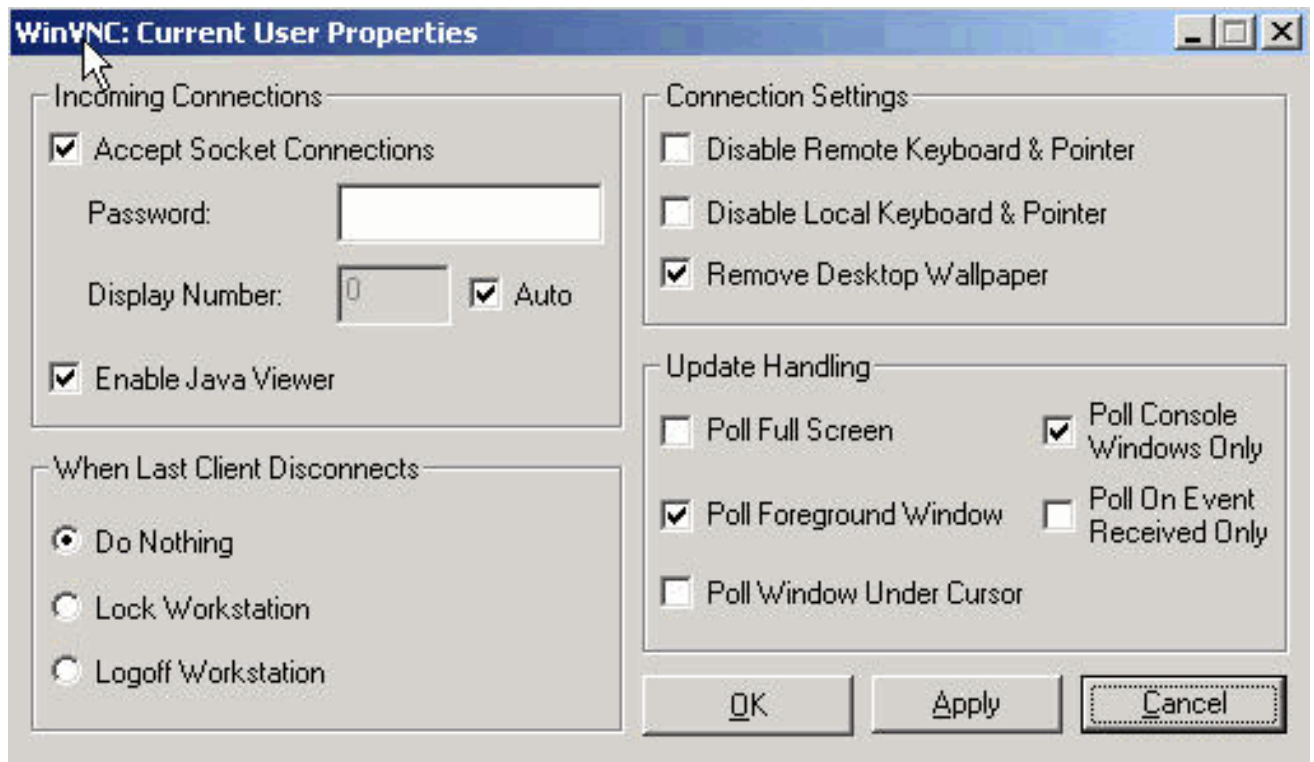 WinVNC: Current User Properties
Incoming Connections
Accept Socket Connections
Password:
Display Number: 0 Auto
Enable Java Viewer
When Last Client Disconnects
Do Nothing
Lock Workstation
Logoff Workstation
Connection Settings
Disable Remote Keyboard & Pointer
Disable Local Keyboard & Pointer
Remove Desktop Wallpaper
Update Handling
Poll Full Screen
Poll Console
Windows Only
Poll Foreground Window
Poll On Event
Received Only
Poll Window Under Cursor
OK Apply Cancel